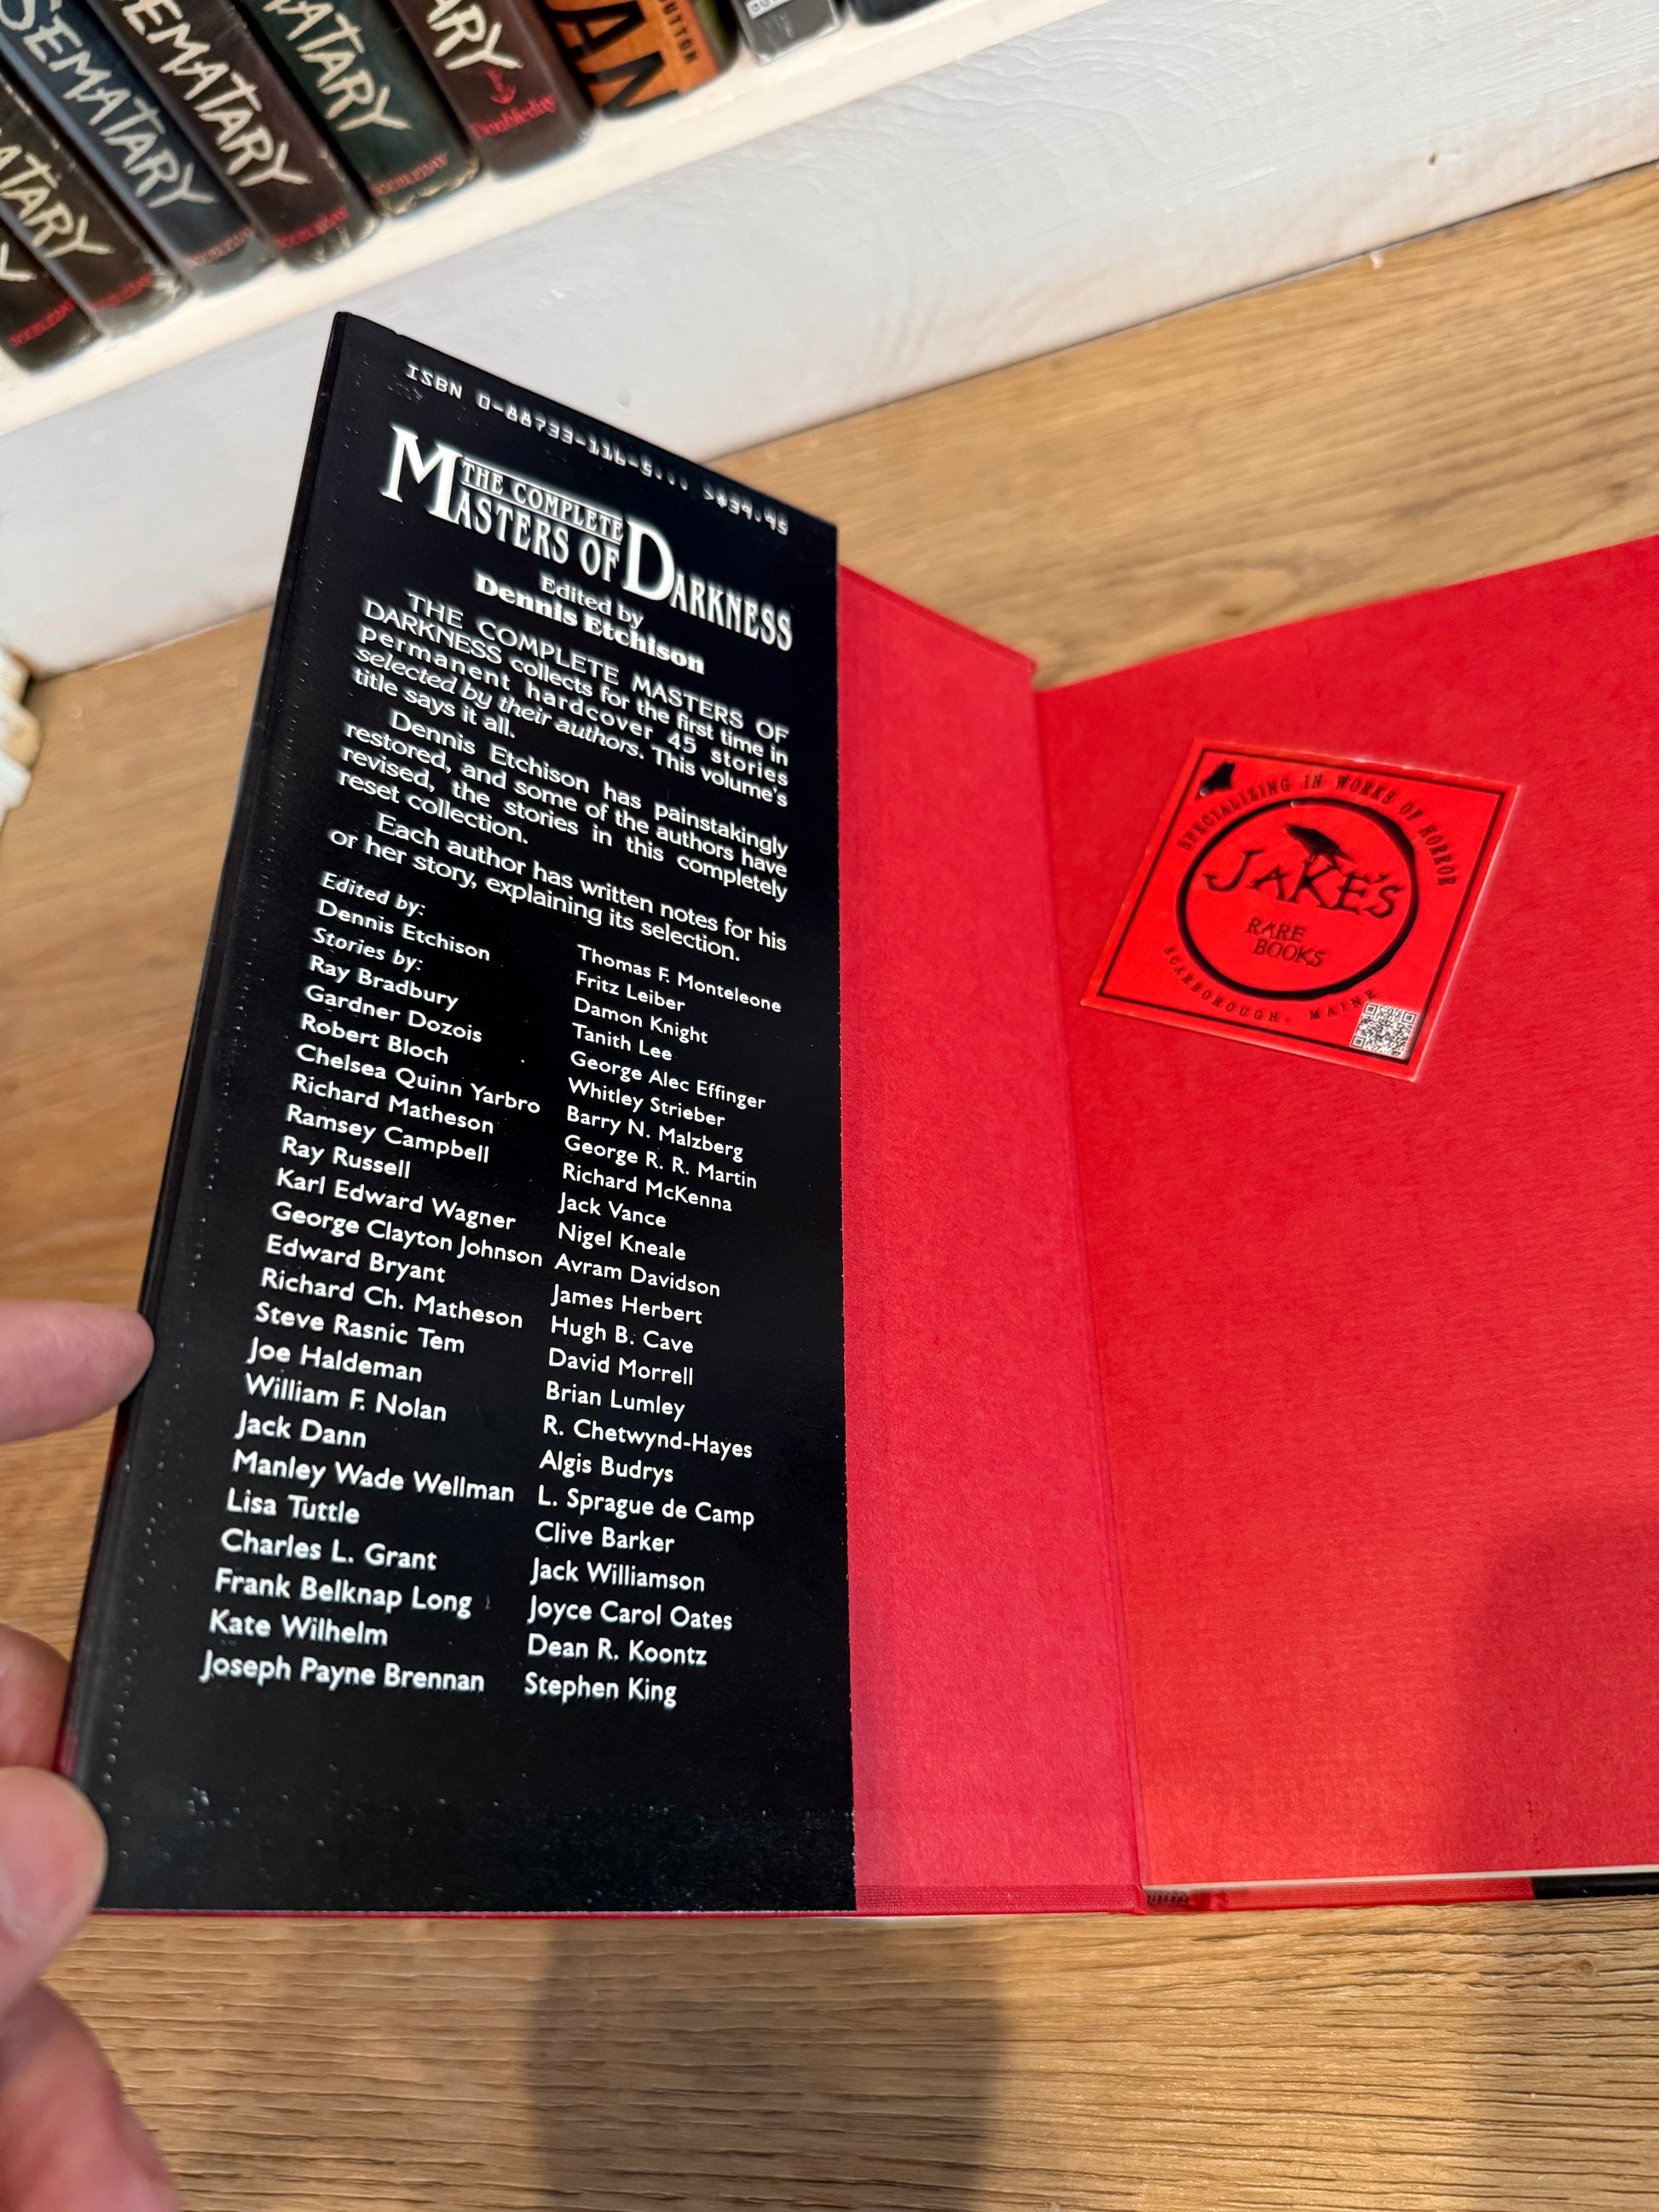 SEMATARY
EMATARY
ATARY
ARY
Doubleday
DUTTON
AN
ATARY
Y
ISBN 0-88733-116-5... >$39.95
THE COMPLETE
MASTERS OF DARKNESS
Edited by
Dennis Etchison
THE COMPLETE MASTERS OF
DARKNESS collects for the first time in
permanent hardcover 45 stories
selected by their authors. This volume's
title says it all.
Dennis Etchison has painstakingly
restored, and some of the authors have
revised, the stories in this completely
reset collection.
Each author has written notes for his
or her story, explaining its selection.
Edited by:
Dennis Etchison
Stories by:
Ray Bradbury
Gardner Dozois
Robert Bloch
Chelsea Quinn Yarbro
Richard Matheson
Ramsey Campbell
Ray Russell
Karl Edward Wagner
George Clayton Johnson
Edward Bryant
Richard Ch. Matheson
Steve Rasnic Tem
Joe Haldeman
William F. Nolan
Jack Dann
Manley Wade Wellman
Lisa Tuttle
Charles L. Grant
Frank Belknap Long
Kate Wilhelm
Joseph Payne Brennan
Thomas F. Monteleone
Fritz Leiber
Damon Knight
Tanith Lee
George Alec Effinger
Whitley Strieber
Barry N. Malzberg
George R. R. Martin
Richard McKenna
Jack Vance
Nigel Kneale
Avram Davidson
James Herbert
Hugh B. Cave
David Morrell
Brian Lumley
R. Chetwynd-Hayes
Algis Budrys
L. Sprague de Camp
Clive Barker
Jack Williamson
Joyce Carol Oates
Dean R. Koontz
Stephen King
SPECIALIZING IN WORKS OF HORROR
JAKE'S
RARE
BOOKS
SCARBOROUGH, MAINE